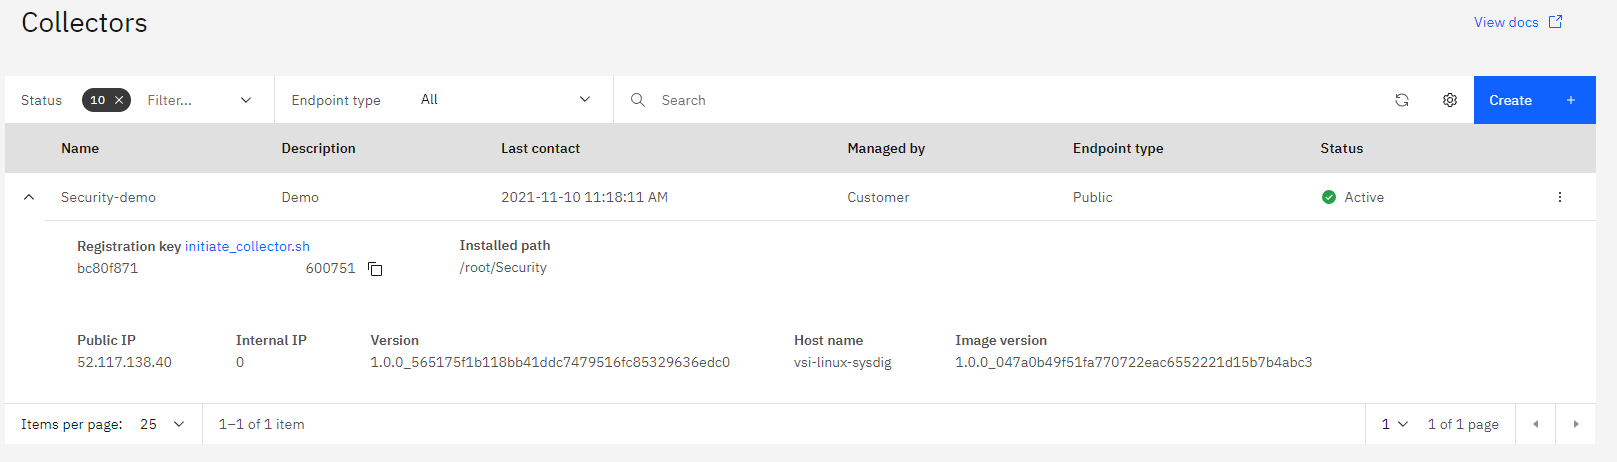 Collectors
View docs
Status 10 Filter... Endpoint type All Search Create
Name Description Last contact Managed by Endpoint type Status
Security-demo Demo 2021-11-10 11:18:11 AM Customer Public Active
Registration key initiate_collector.sh Installed path
bc80f871 600751 /root/Security
Public IP Internal IP Version Host name Image version
52.117.138.40 0 1.0.0_565175f1b118bb41ddc7479516fc85329636edc0 vsi-linux-sysdig 1.0.0_047a0b49f51fa770722eac6552221d15b7b4abc3
Items per page: 25 1–1 of 1 item 1 1 of 1 page